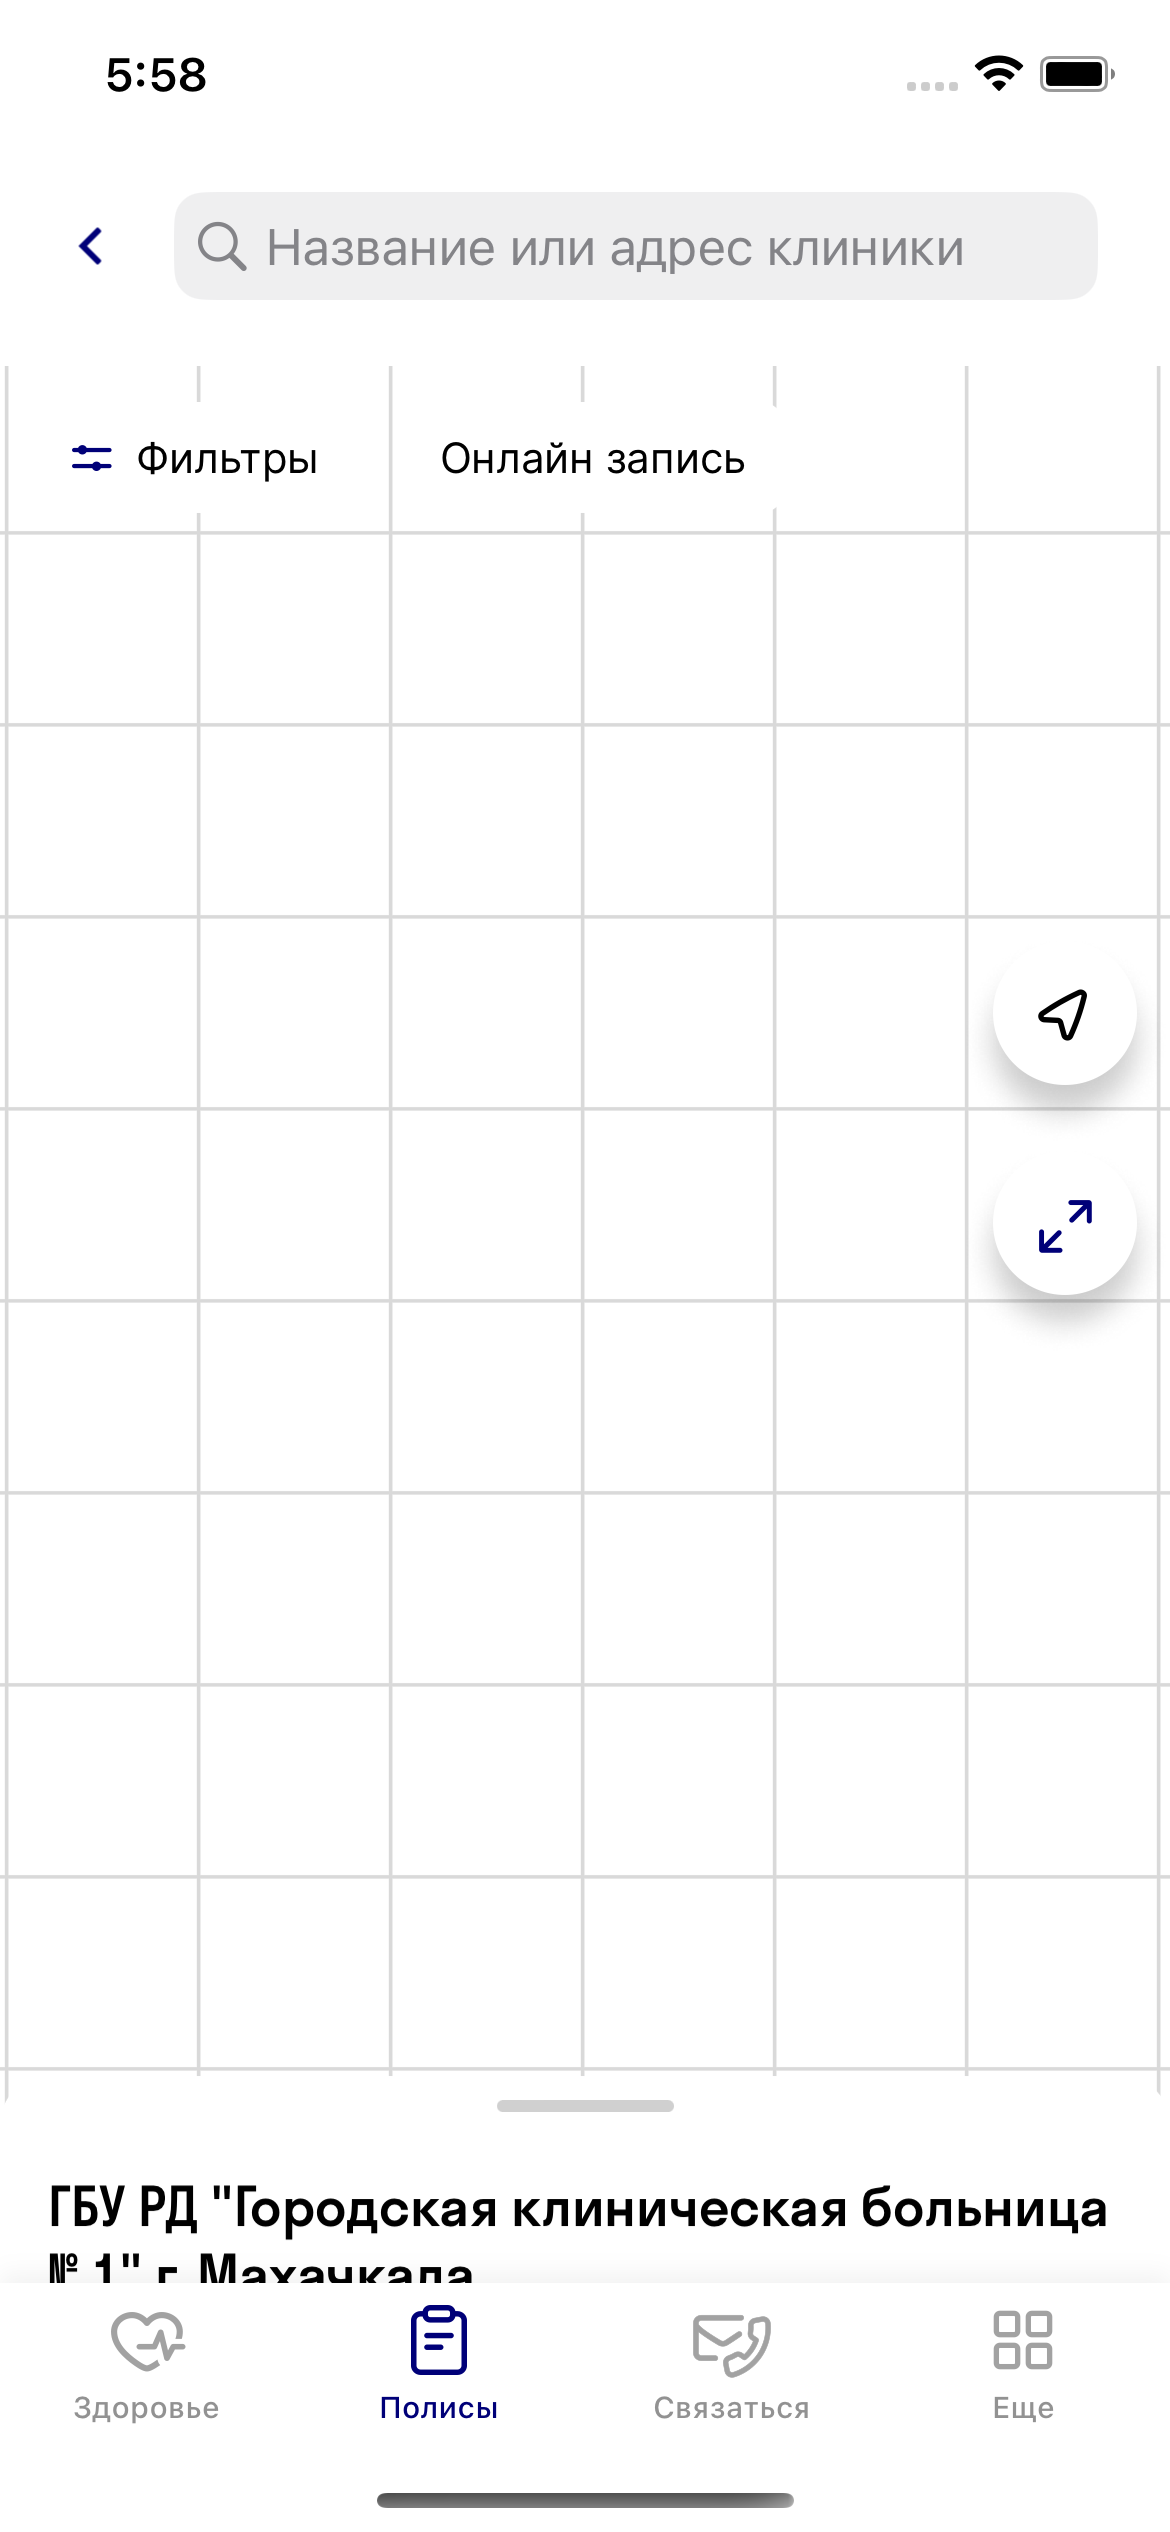 5:58
Название или адрес клиники
Фильтры
Онлайн запись
ГБУ РД "Городская клиническая больница
№ 1" г. Махачкала
Здоровье
Полисы
Связаться
Еще